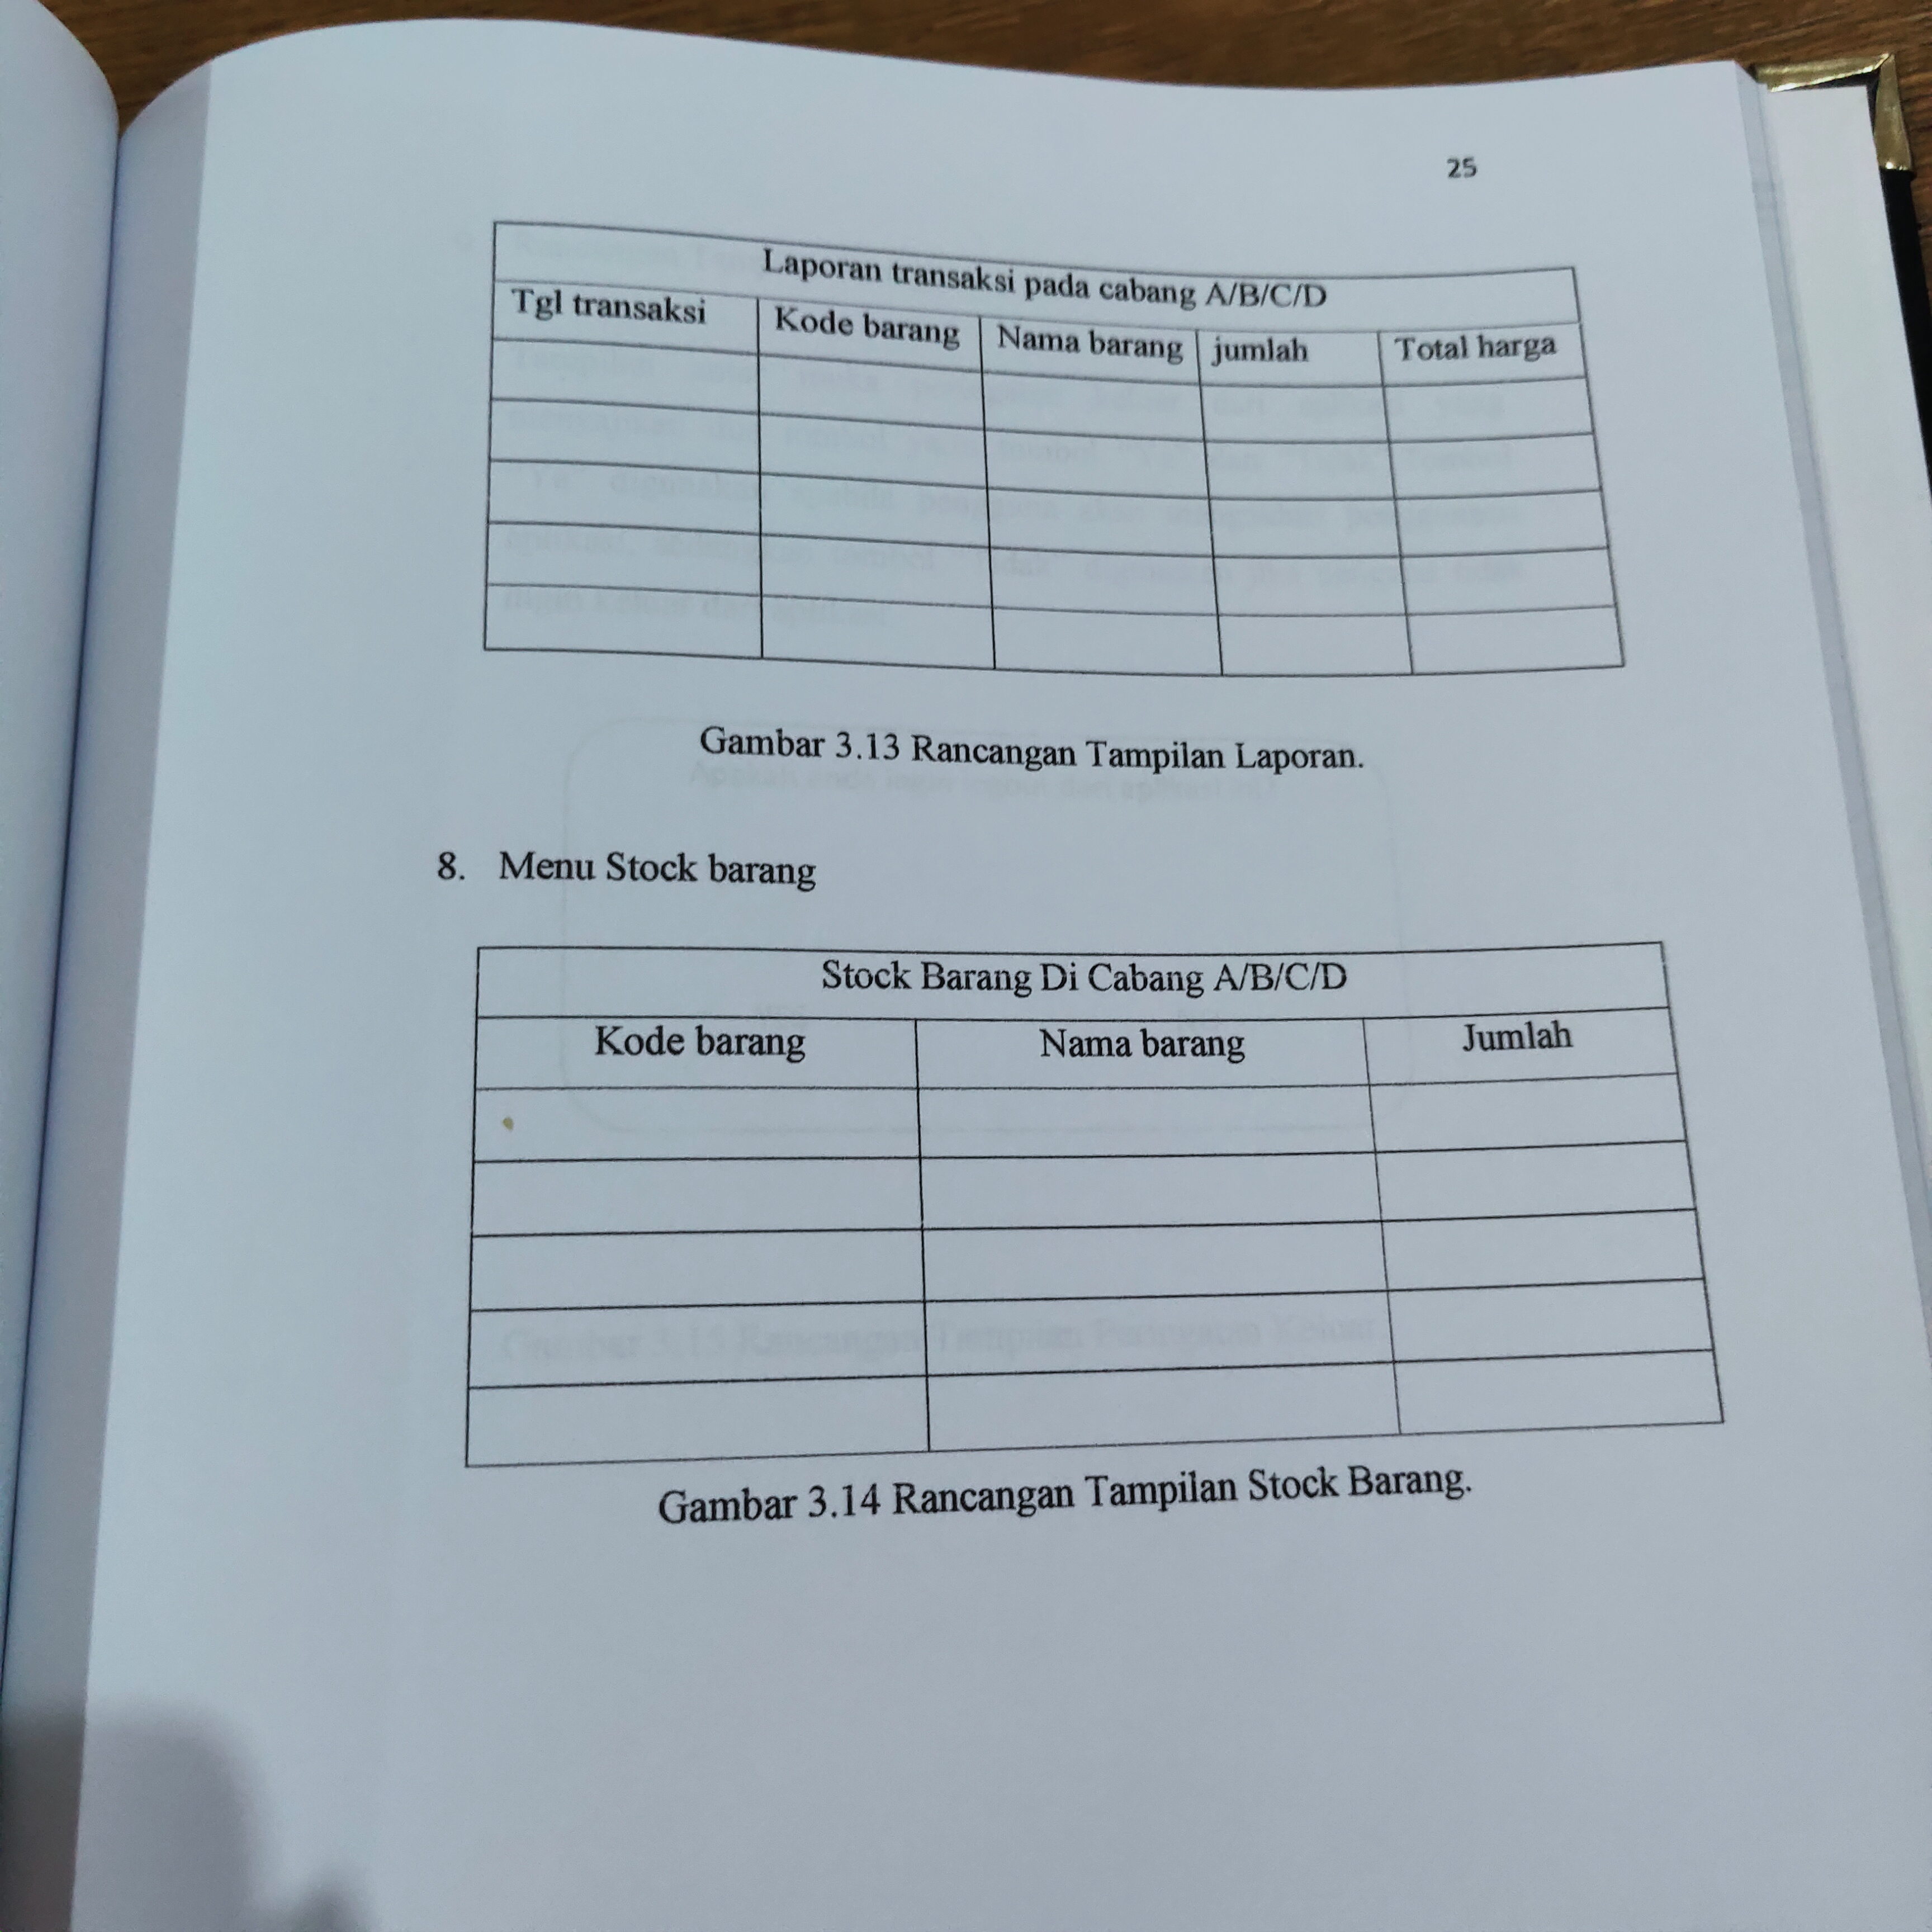 25
Laporan transaksi pada cabang A/B/C/D
Tgl transaksi Kode barang Nama barang jumlah Total harga
Gambar 3.13 Rancangan Tampilan Laporan.
8. Menu Stock barang
Stock Barang Di Cabang A/B/C/D
Kode barang Nama barang Jumlah
Gambar 3.14 Rancangan Tampilan Stock Barang.